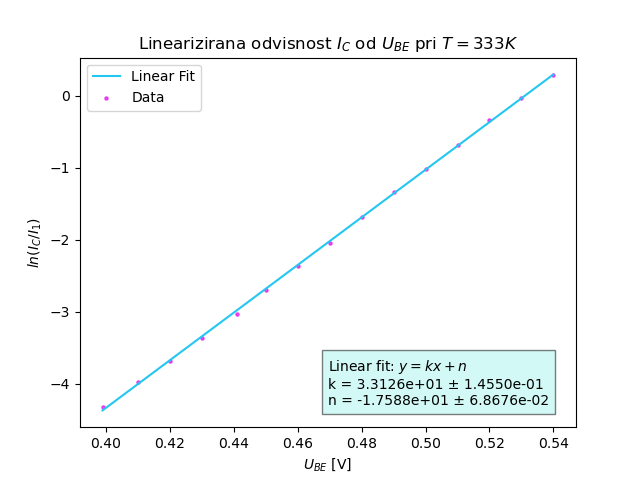 Linearizirana odvisnost I_C od U_BE pri T = 333K
Linear Fit
Data
0
−1
−2
−3
−4
ln(I_C/I_1)
Linear fit: y = kx + n
k = 3.3126e+01 ± 1.4550e-01
n = -1.7588e+01 ± 6.8676e-02
0.40 0.42 0.44 0.46 0.48 0.50 0.52 0.54
U_BE [V]